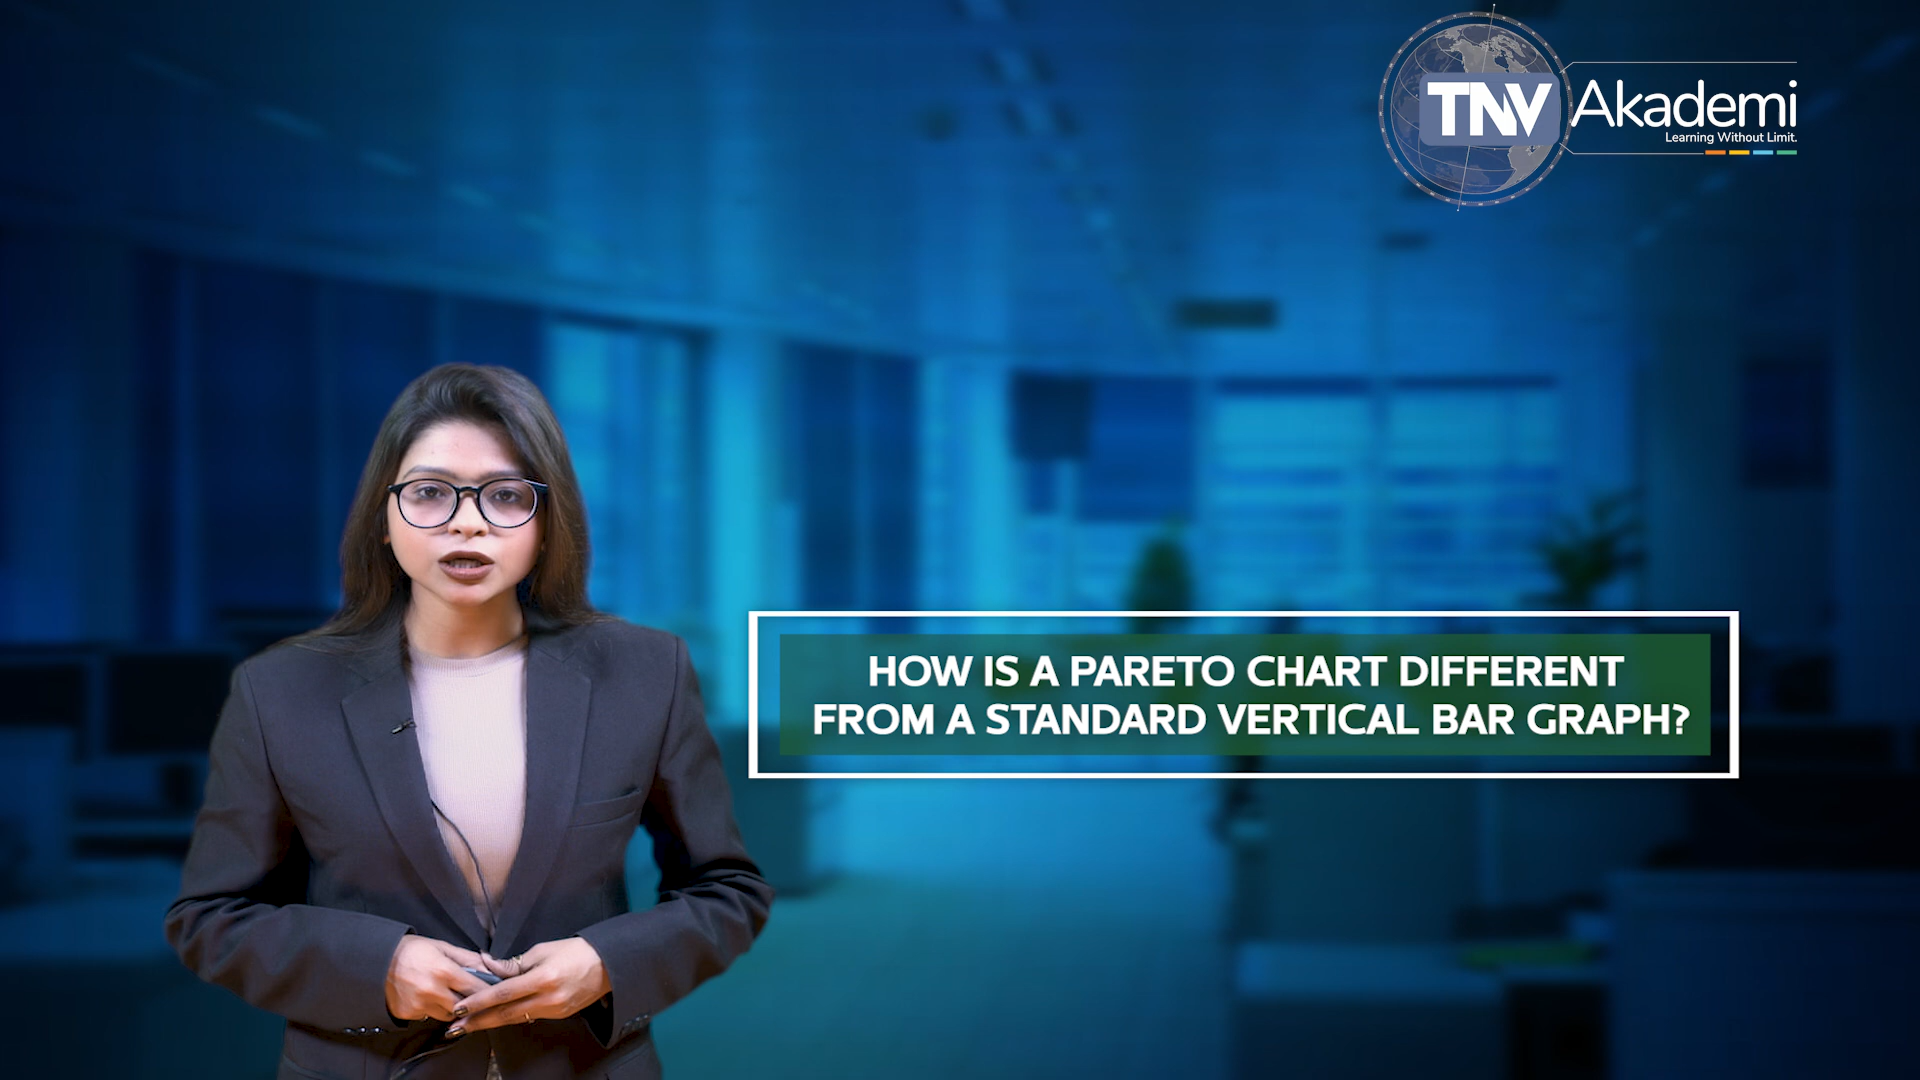 TNV Akademi
Learning Without Limit.
HOW IS A PARETO CHART DIFFERENT
FROM A STANDARD VERTICAL BAR GRAPH?